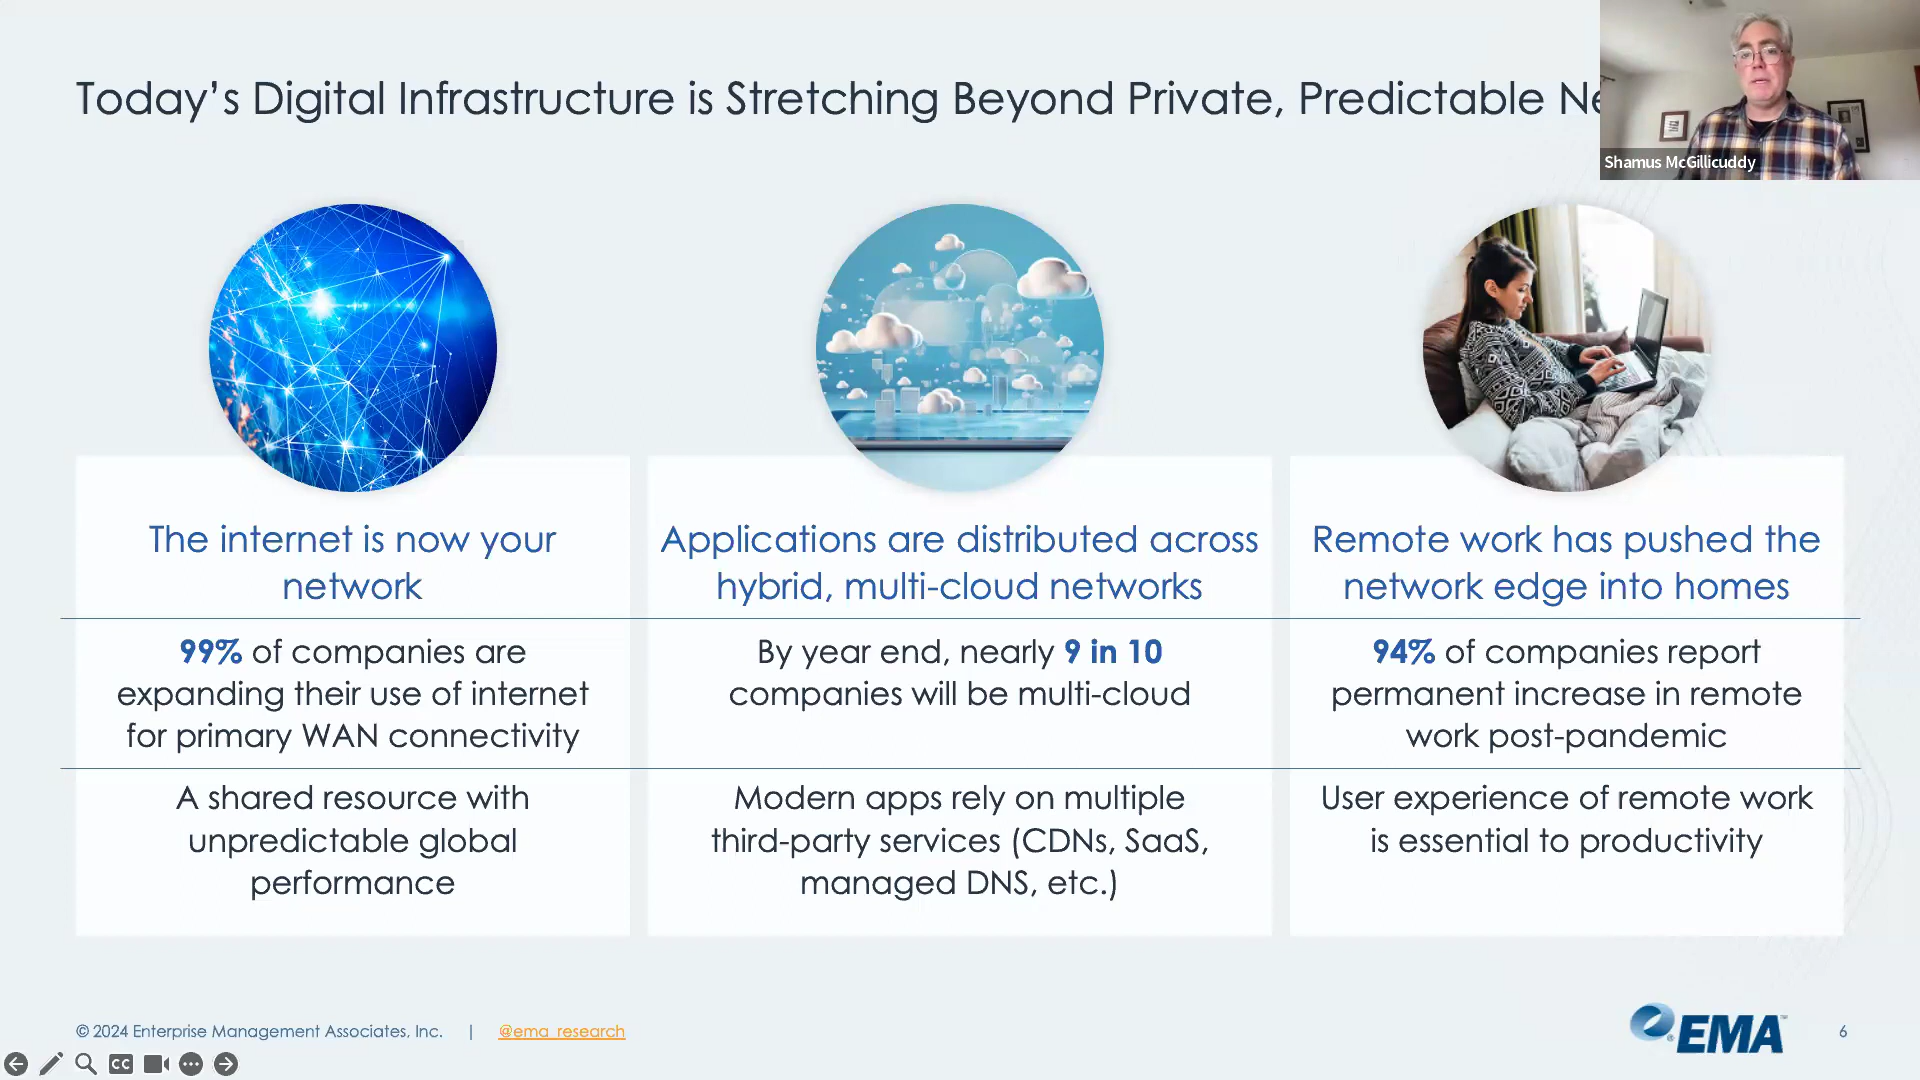 Today's Digital Infrastructure is Stretching Beyond Private, Predictable
Shamus McGillicuddy
The internet is now your
network
99% of companies are
expanding their use of internet
for primary WAN connectivity
A shared resource with
unpredictable global
performance
Applications are distributed across
hybrid, multi-cloud networks
By year end, nearly 9 in 10
companies will be multi-cloud
Modern apps rely on multiple
third-party services (CDNs, SaaS,
managed DNS, etc.)
Remote work has pushed the
network edge into homes
94% of companies report
permanent increase in remote
work post-pandemic
User experience of remote work
is essential to productivity
© 2024 Enterprise Management Associates, Inc. | @ema_research
EMA™
6
CC